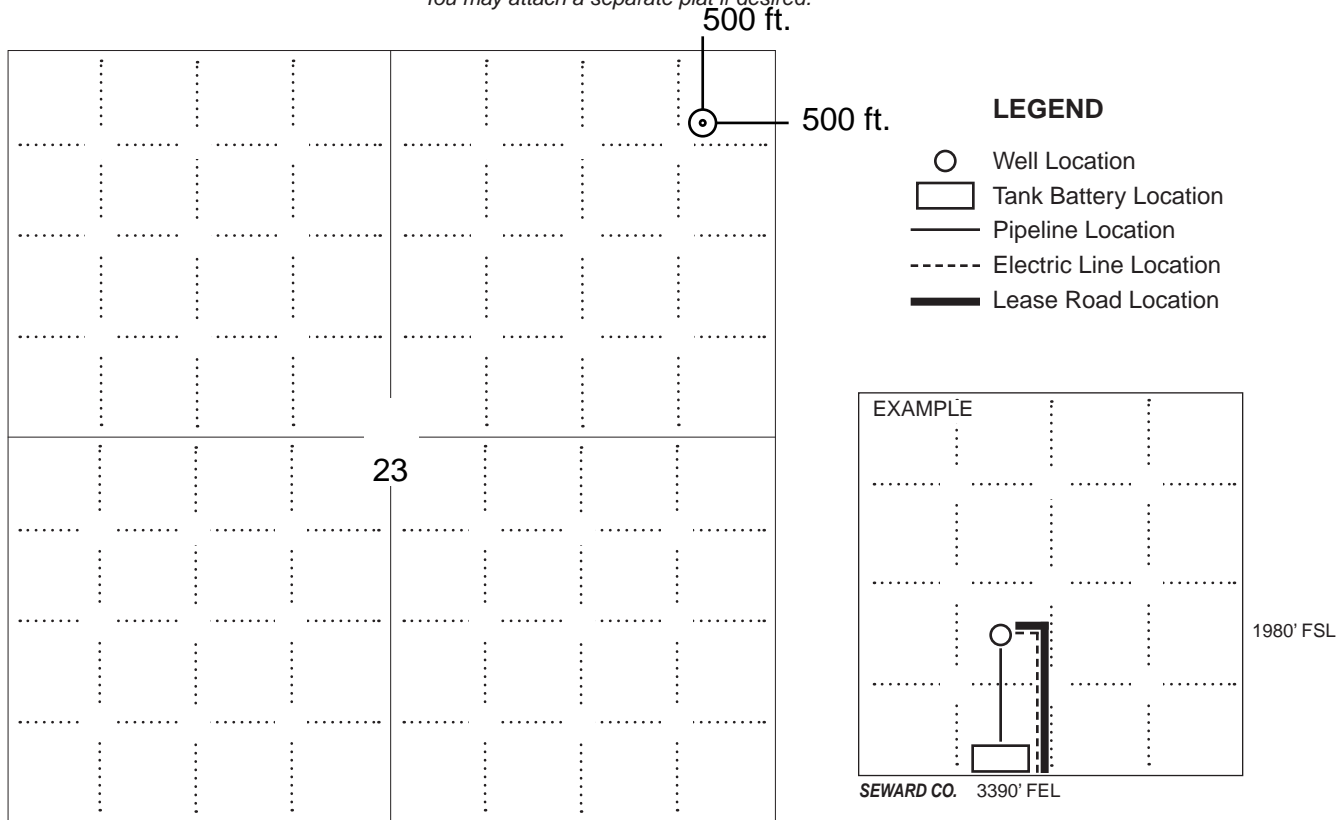 You may attach a separate plat if desired.
500 ft.
500 ft.
LEGEND
Well Location
Tank Battery Location
Pipeline Location
Electric Line Location
Lease Road Location
23
EXAMPLE
1980' FSL
SEWARD CO. 3390' FEL